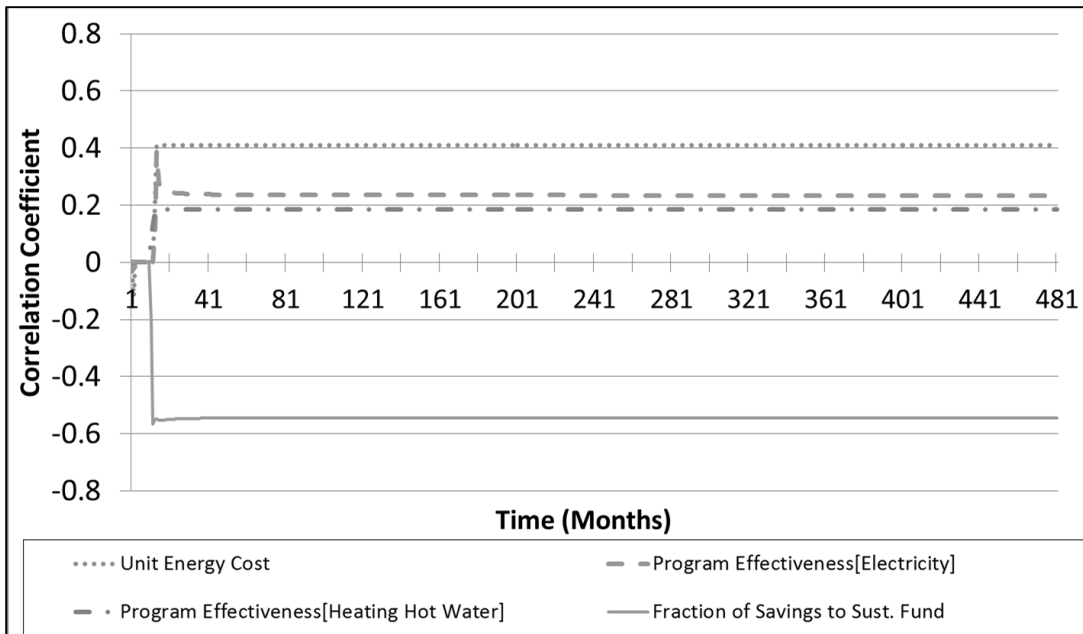 0.8
0.6
0.4
0.2
0
-0.2
-0.4
-0.6
-0.8
Correlation Coefficient
1 41 81 121 161 201 241 281 321 361 401 441 481
Time (Months)
Unit Energy Cost
Program Effectiveness[Electricity]
Program Effectiveness[Heating Hot Water]
Fraction of Savings to Sust. Fund